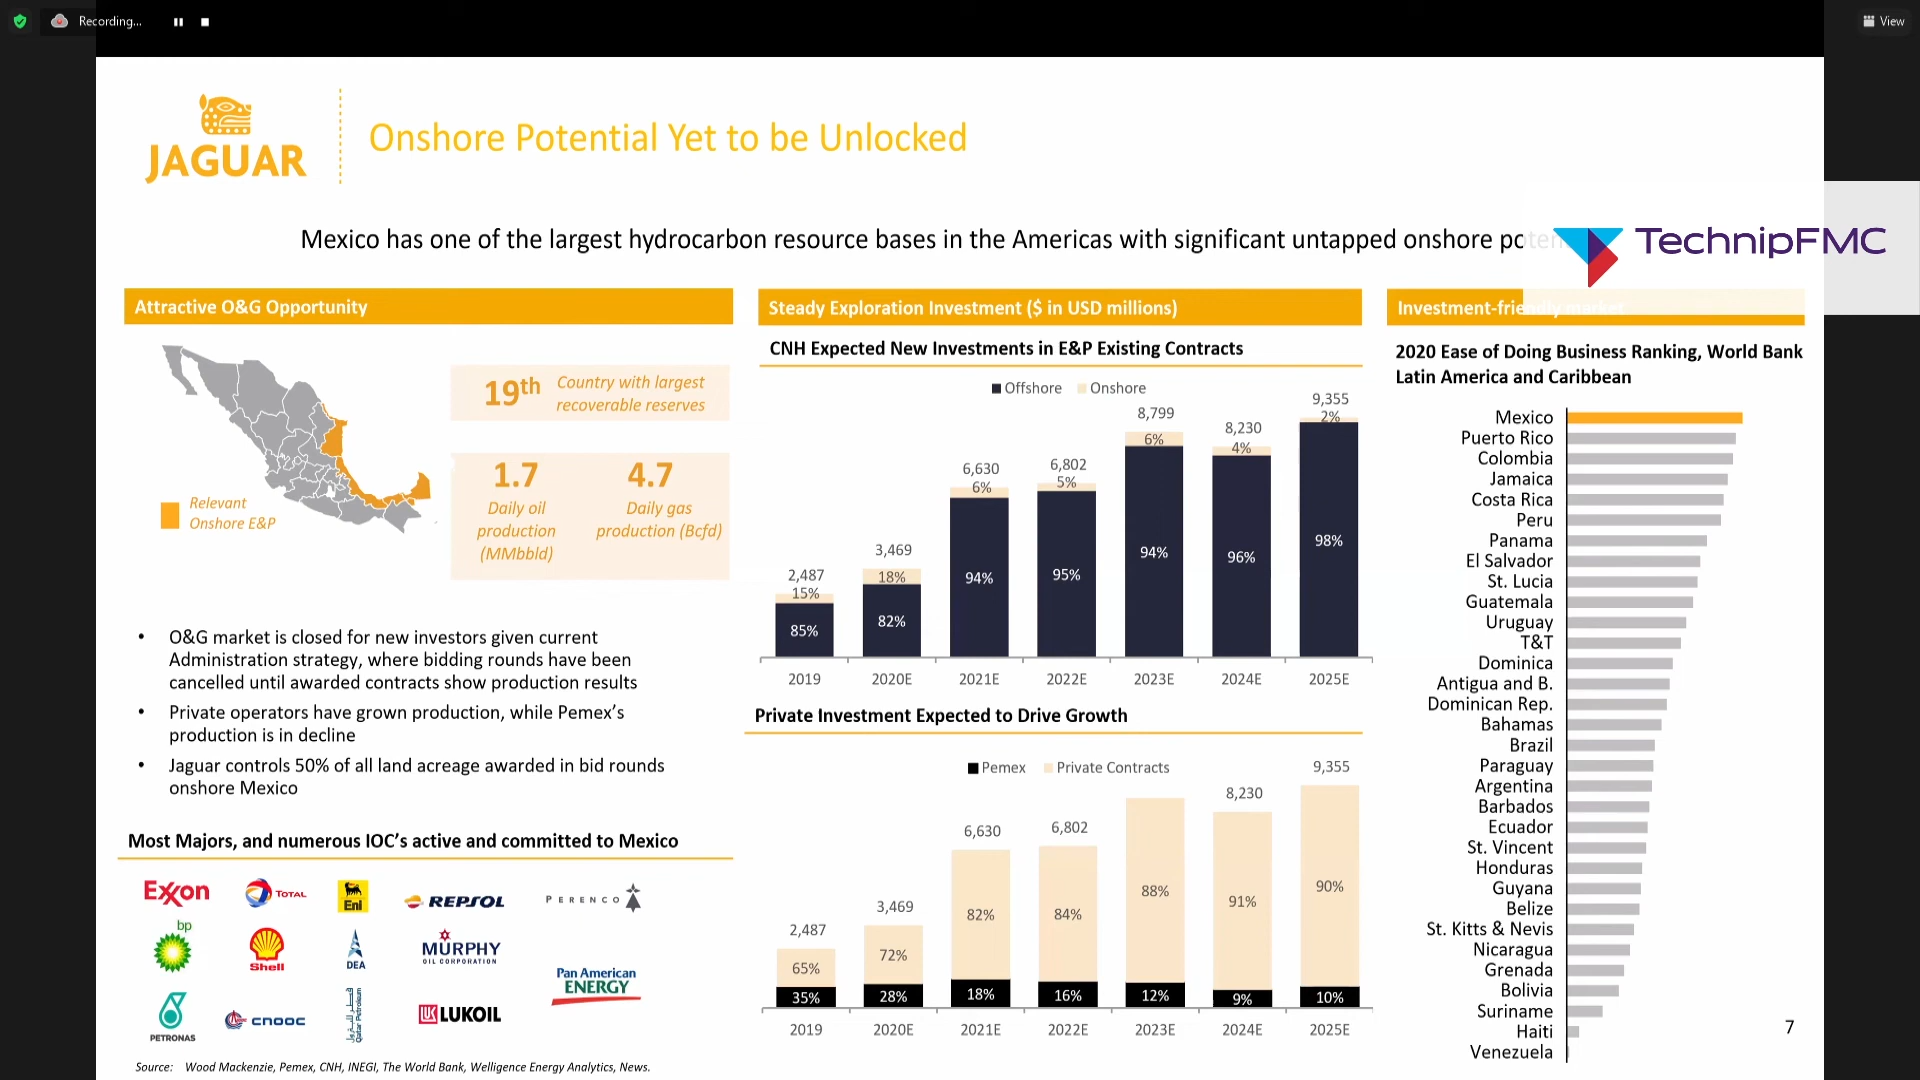 Recording...
View
JAGUAR
Onshore Potential Yet to be Unlocked
Mexico has one of the largest hydrocarbon resource bases in the Americas with significant untapped onshore poten
TechnipFMC
Attractive O&G Opportunity
19th
Country with largest
recoverable reserves
1.7
Daily oil
production
(MMbbld)
4.7
Daily gas
production (Bcfd)
Relevant
Onshore E&P
• O&G market is closed for new investors given current
Administration strategy, where bidding rounds have been
cancelled until awarded contracts show production results
• Private operators have grown production, while Pemex's
production is in decline
• Jaguar controls 50% of all land acreage awarded in bid rounds
onshore Mexico
Most Majors, and numerous IOC's active and committed to Mexico
Exxon
TOTAL
Eni
REPSOL
PERENCO
bp
Shell
DEA
MURPHY
OIL CORPORATION
Pan American
ENERGY
PETRONAS
CNOOC
Qatar Petroleum
قطر للبترول
LUKOIL
Source: Wood Mackenzie, Pemex, CNH, INEGI, The World Bank, Welligence Energy Analytics, News.
Steady Exploration Investment ($ in USD millions)
CNH Expected New Investments in E&P Existing Contracts
Offshore Onshore
2,487 3,469 6,630 6,802 8,799 8,230 9,355
15% 18% 6% 5% 6% 4% 2%
85% 82% 94% 95% 94% 96% 98%
2019 2020E 2021E 2022E 2023E 2024E 2025E
Private Investment Expected to Drive Growth
Pemex Private Contracts
2,487 3,469 6,630 6,802 8,230 9,355
65% 72% 82% 84% 88% 91% 90%
35% 28% 18% 16% 12% 9% 10%
2019 2020E 2021E 2022E 2023E 2024E 2025E
Investment-friendly market
2020 Ease of Doing Business Ranking, World Bank
Latin America and Caribbean
Mexico
Puerto Rico
Colombia
Jamaica
Costa Rica
Peru
Panama
El Salvador
St. Lucia
Guatemala
Uruguay
T&T
Dominica
Antigua and B.
Dominican Rep.
Bahamas
Brazil
Paraguay
Argentina
Barbados
Ecuador
St. Vincent
Honduras
Guyana
Belize
St. Kitts & Nevis
Nicaragua
Grenada
Bolivia
Suriname
Haiti
Venezuela
7